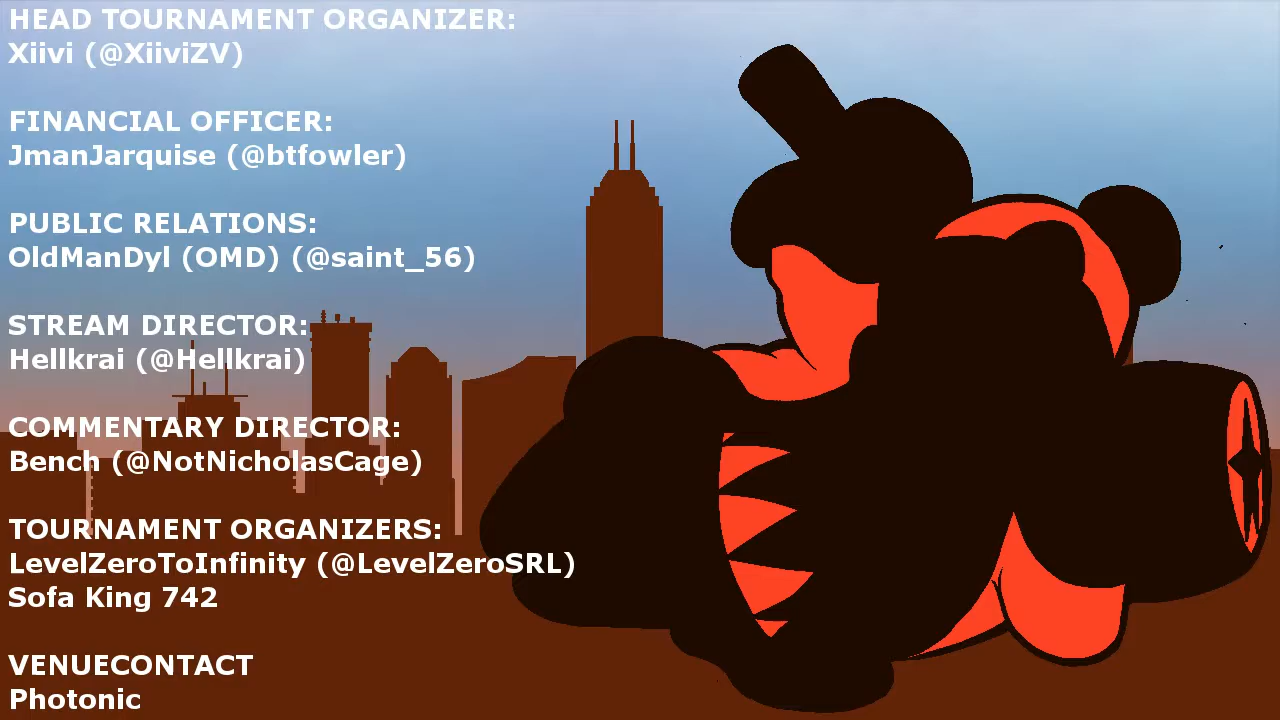 HEAD TOURNAMENT ORGANIZER:
Xiivi (@XiiviZV)
FINANCIAL OFFICER:
JmanJarquise (@btfowler)
PUBLIC RELATIONS:
OldManDyl (OMD) (@saint_56)
STREAM DIRECTOR:
Hellkrai (@Hellkrai)
COMMENTARY DIRECTOR:
Bench (@NotNicholasCage)
TOURNAMENT ORGANIZERS:
LevelZeroToInfinity (@LevelZeroSRL)
Sofa King 742
VENUECONTACT
Photonic